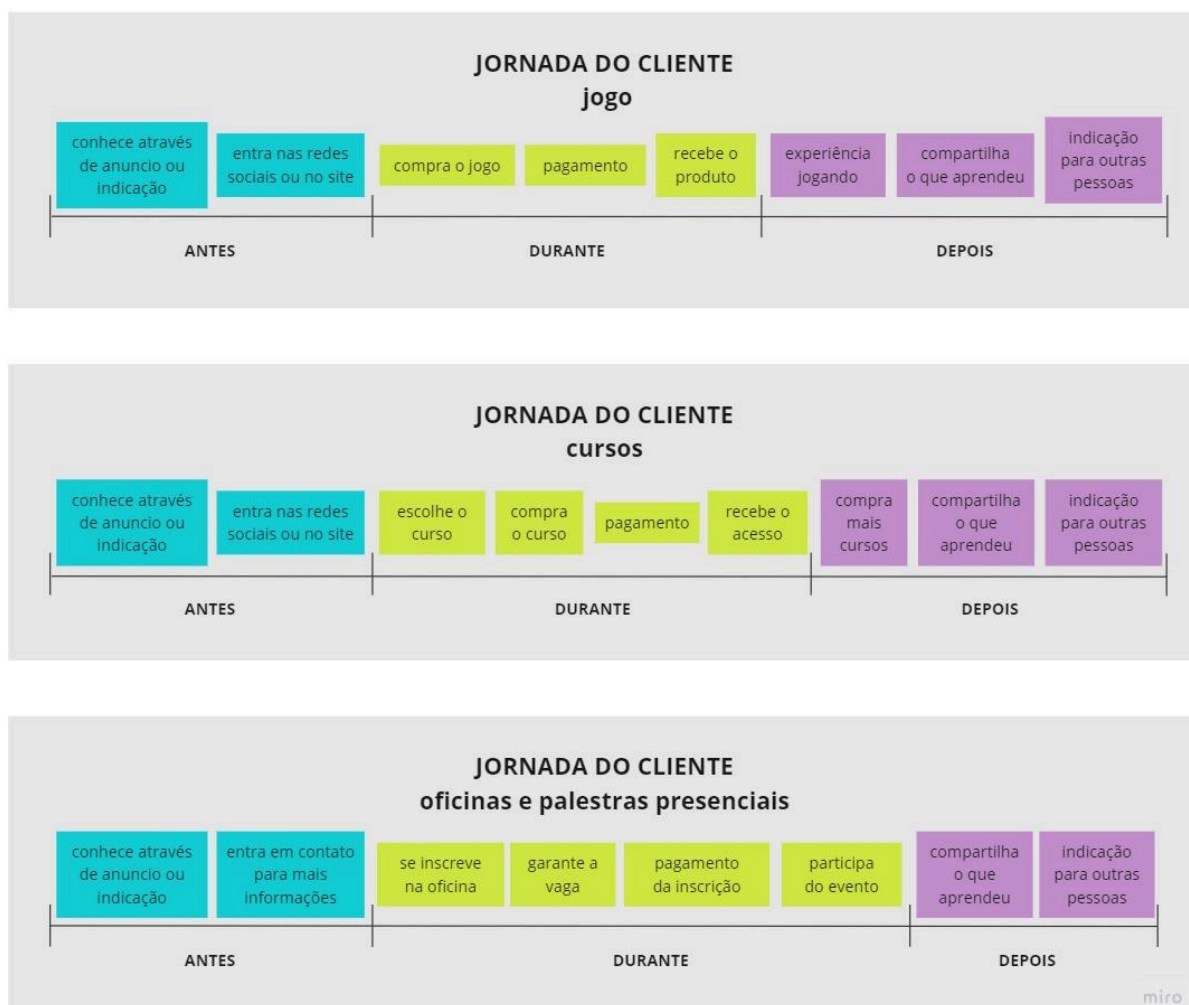 JORNADA DO CLIENTE
jogo
conhece através
de anuncio ou
indicação
entra nas redes
sociais ou no site
compra o jogo
pagamento
recebe o
produto
experiência
jogando
compartilha
o que aprendeu
indicação
para outras
pessoas
ANTES
DURANTE
DEPOIS
JORNADA DO CLIENTE
cursos
conhece através
de anuncio ou
indicação
entra nas redes
sociais ou no site
escolhe o
curso
compra
o curso
pagamento
recebe o
acesso
compra
mais
cursos
compartilha
o que
aprendeu
indicação
para outras
pessoas
ANTES
DURANTE
DEPOIS
JORNADA DO CLIENTE
oficinas e palestras presenciais
conhece através
de anuncio ou
indicação
entra em contato
para mais
informações
se inscreve
na oficina
garante a
vaga
pagamento
da inscrição
participa
do evento
compartilha
o que
aprendeu
indicação
para outras
pessoas
ANTES
DURANTE
DEPOIS
miro